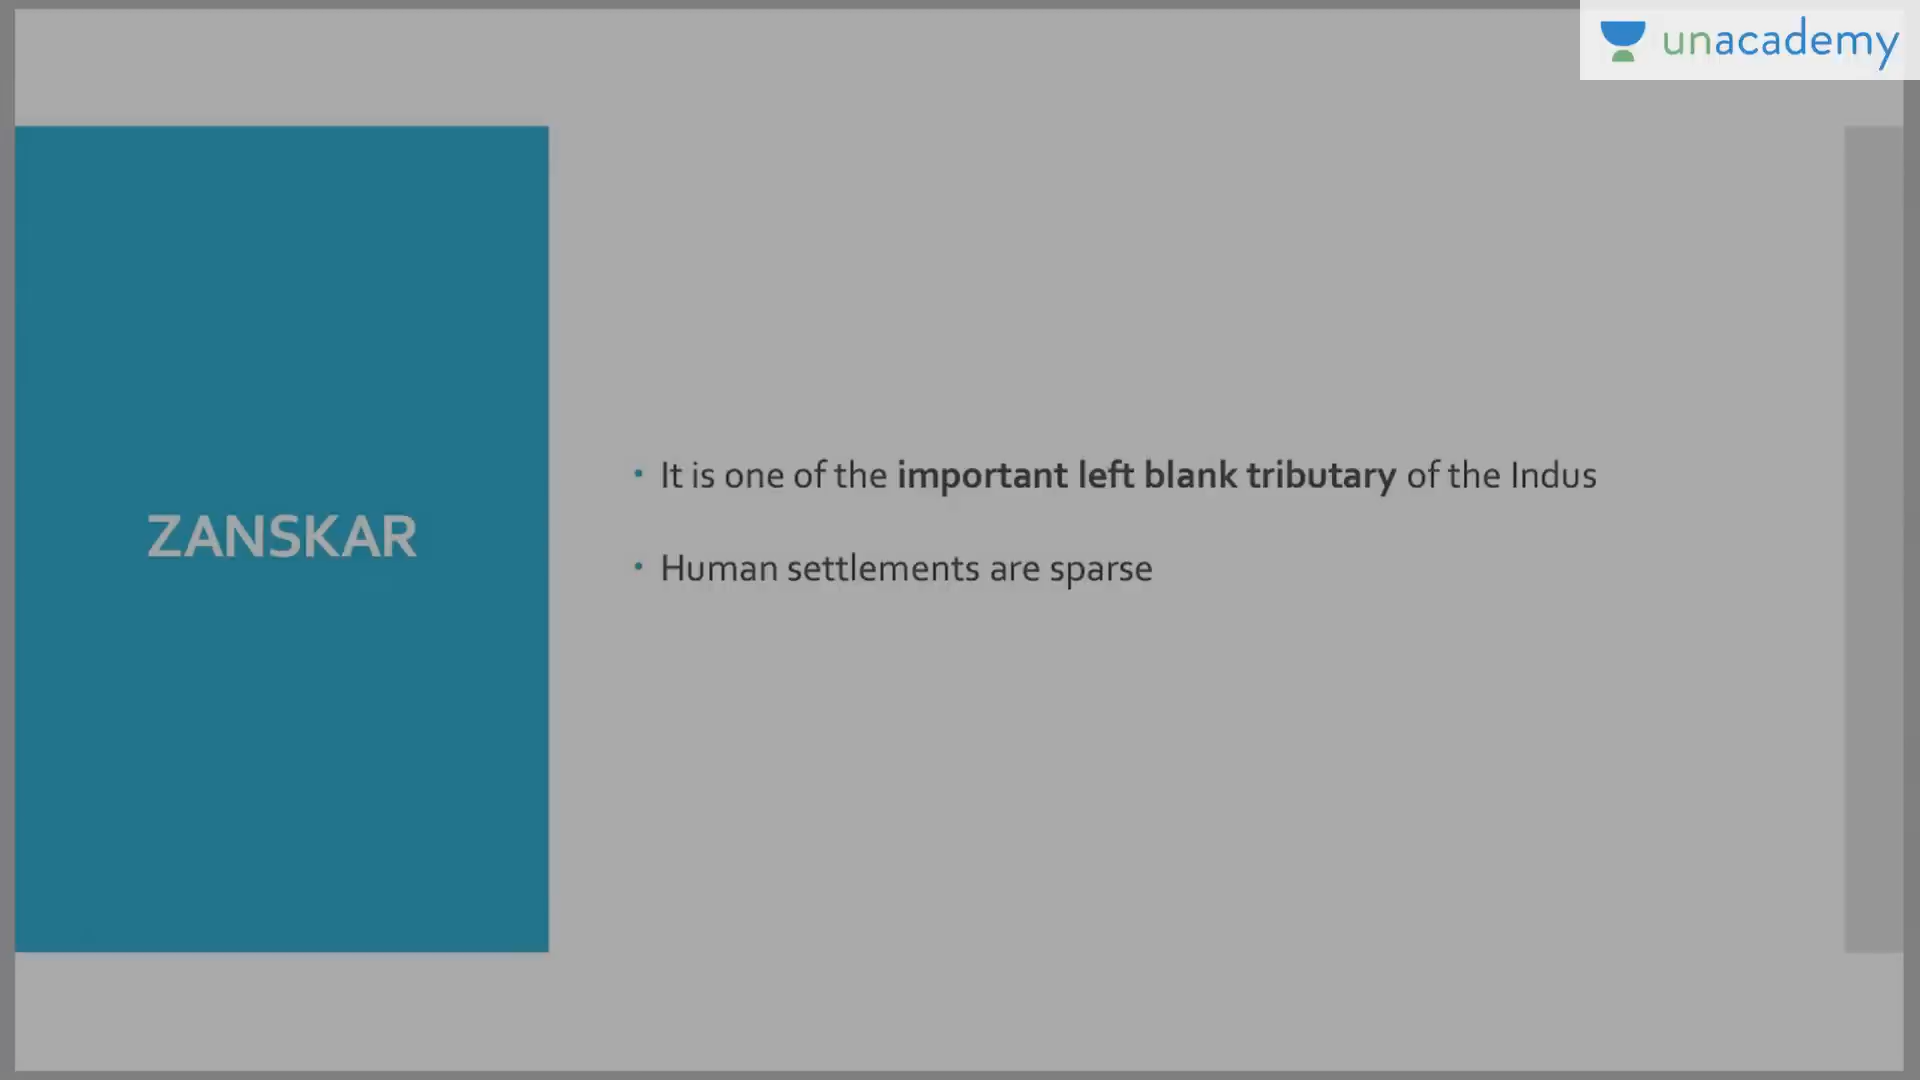 unacademy
ZANSKAR
• It is one of the important left blank tributary of the Indus
• Human settlements are sparse